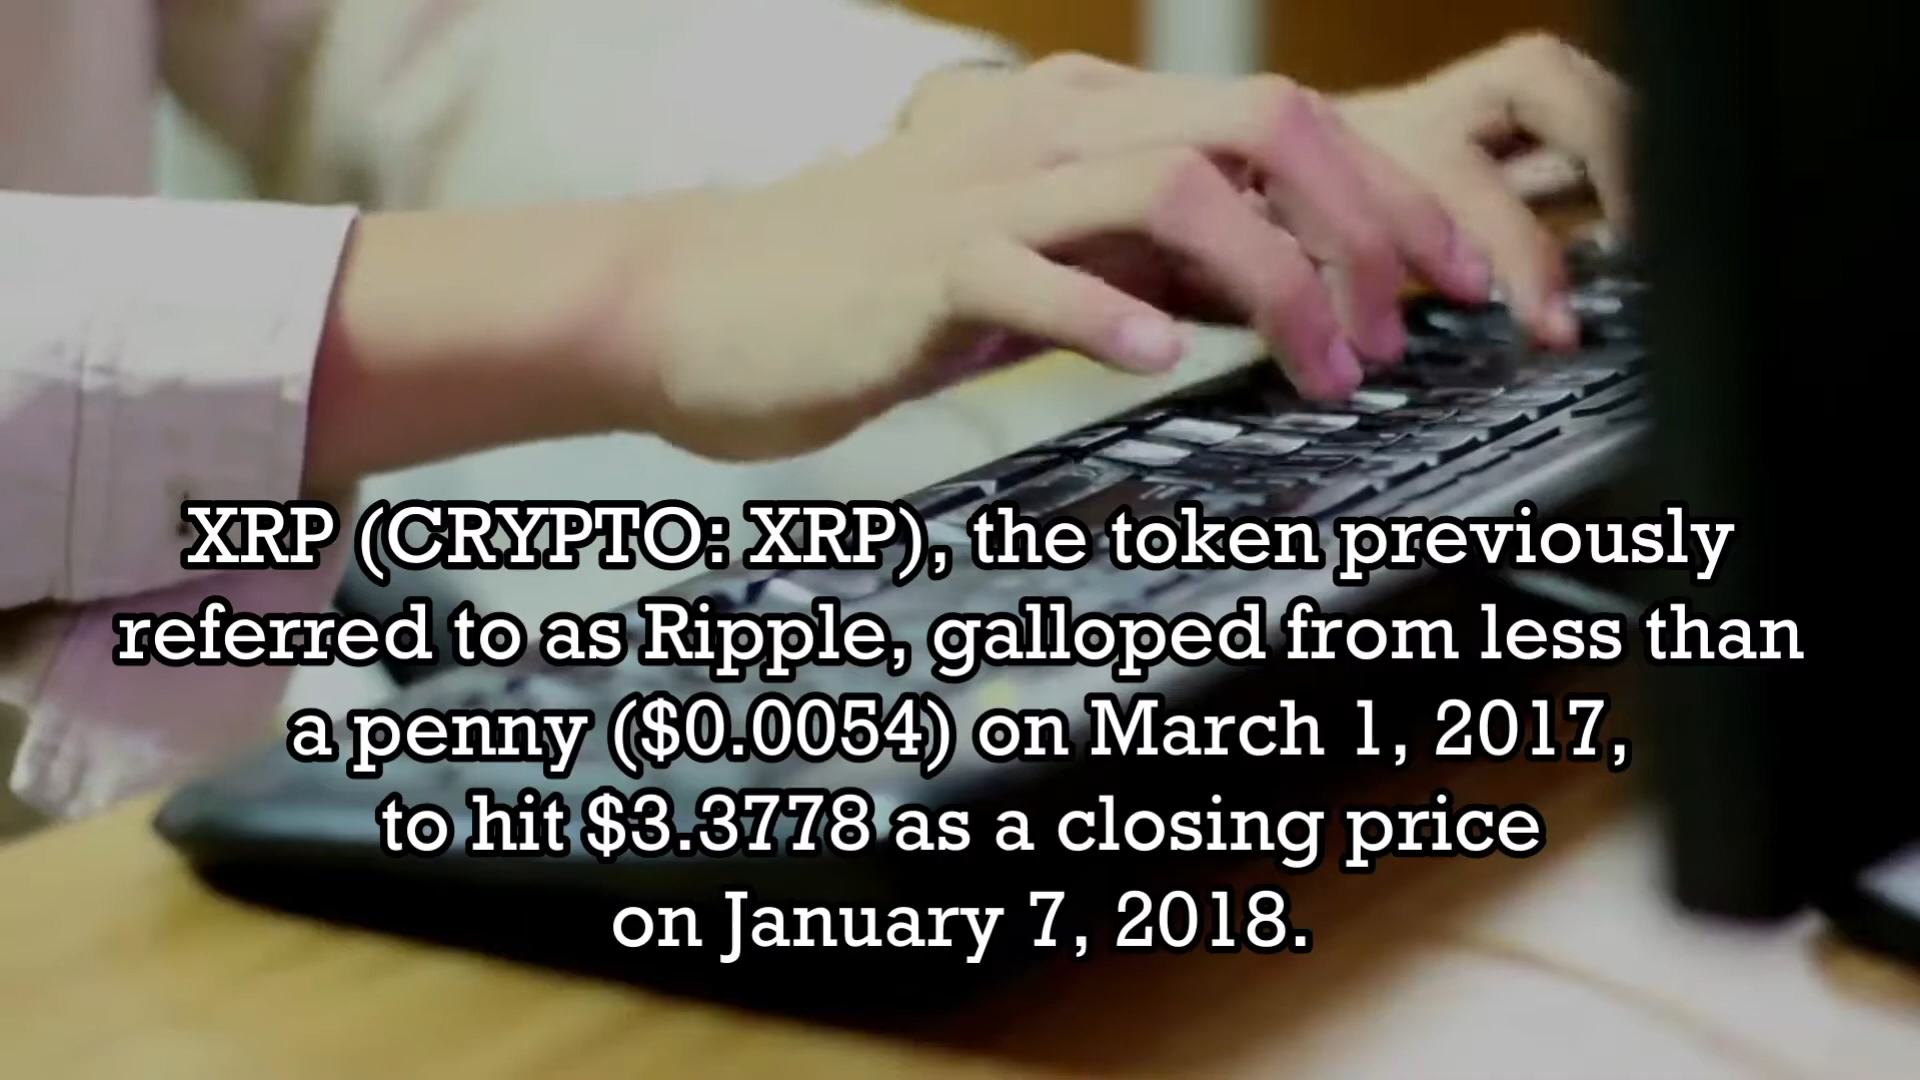 XRP (CRYPTO: XRP), the token previously
referred to as Ripple, galloped from less than
a penny ($0.0054) on March 1, 2017,
to hit $3.3778 as a closing price
on January 7, 2018.